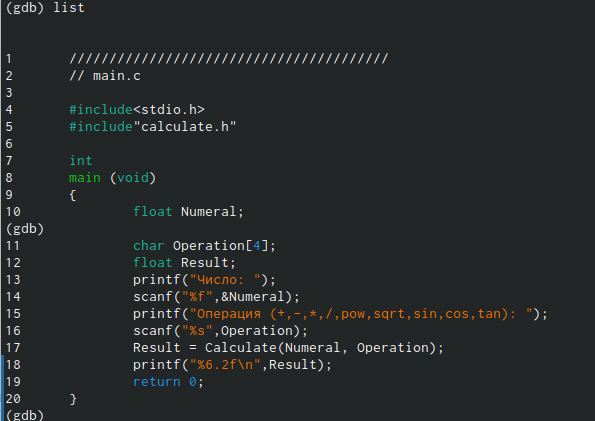 (gdb) list
1 ////////////////////////////////////////
2 // main.c
3
4 #include<stdio.h>
5 #include"calculate.h"
6
7 int
8 main (void)
9 {
10 float Numeral;
(gdb)
11 char Operation[4];
12 float Result;
13 printf("Число: ");
14 scanf("%f",&Numeral);
15 printf("Операция (+,-,*,/,pow,sqrt,sin,cos,tan): ");
16 scanf("%s",Operation);
17 Result = Calculate(Numeral, Operation);
18 printf("%6.2f\n",Result);
19 return 0;
20 }
(gdb)